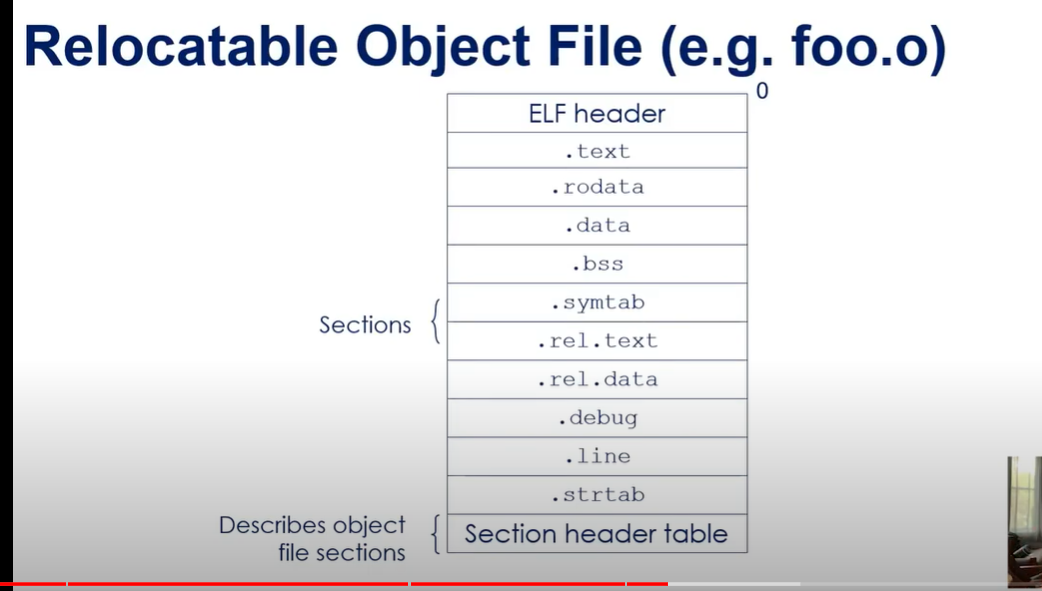 Relocatable Object File (e.g. foo.o)
0
ELF header
.text
.rodata
.data
.bss
.symtab
Sections
.rel.text
.rel.data
.debug
.line
.strtab
Describes object
file sections
Section header table